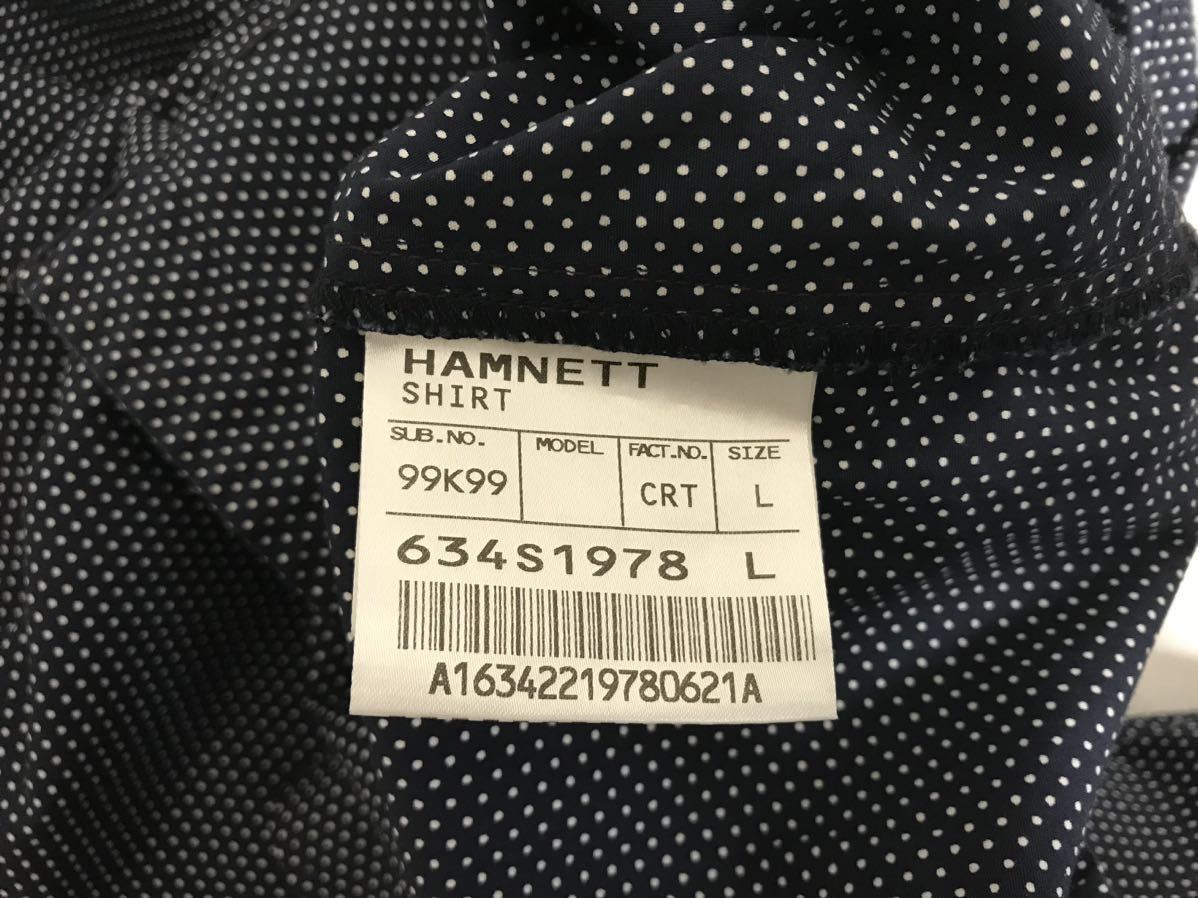 HAMNETT
SHIRT
SUB.NO. MODEL FACT.NO. SIZE
99K99 CRT L
634S1978 L
A16342219780621A